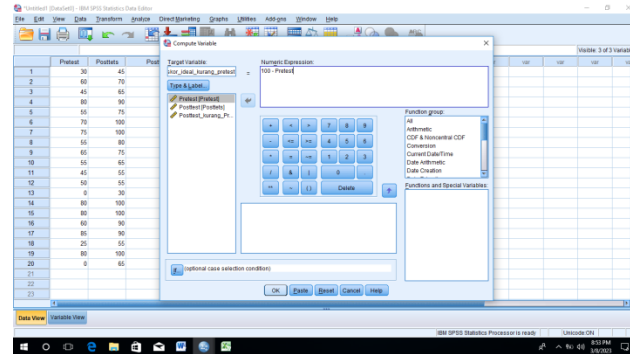 *Untitled1 [DataSet0] - IBM SPSS Statistics Data Editor
File Edit View Data Transform Analyze Direct Marketing Graphs Utilities Add-ons Window Help
Visible: 3 of 3 Variab
Pretest Posttets Post var var var
1 30 45
2 60 70
3 45 65
4 80 90
5 55 75
6 70 100
7 75 100
8 55 80
9 65 75
10 55 65
11 45 55
12 50 55
13 0 30
14 80 100
15 80 100
16 60 90
17 85 90
18 25 55
19 80 100
20 0 65
21
22
23
Compute Variable
Target Variable:
kor_ideal_kurang_pretest
=
Numeric Expression:
100 - Pretest
Type & Label...
Pretest [Pretest]
Posttest [Posttets]
Posttest_kurang_Pr...
+ < > 7 8 9
- <= >= 4 5 6
* = ~= 1 2 3
/ & | 0 .
** ~ () Delete
Function group:
All
Arithmetic
CDF & Noncentral CDF
Conversion
Current Date/Time
Date Arithmetic
Date Creation
Functions and Special Variables:
If... (optional case selection condition)
OK Paste Reset Cancel Help
Data View Variable View
IBM SPSS Statistics Processor is ready Unicode:ON
8:53 PM
3/8/2023